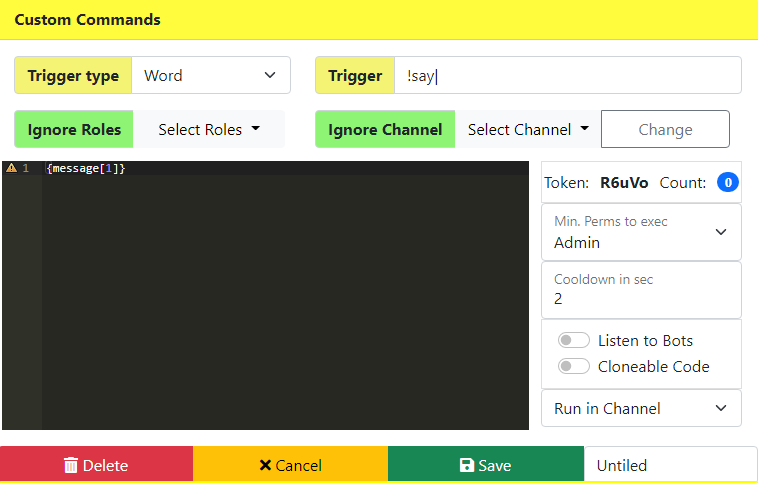 Custom Commands
Trigger type Word Trigger !say
Ignore Roles Select Roles Ignore Channel Select Channel Change
1 {message[1]}
Token: R6uVo Count: 0
Min. Perms to exec
Admin
Cooldown in sec
2
Listen to Bots
Cloneable Code
Run in Channel
Delete Cancel Save Untiled